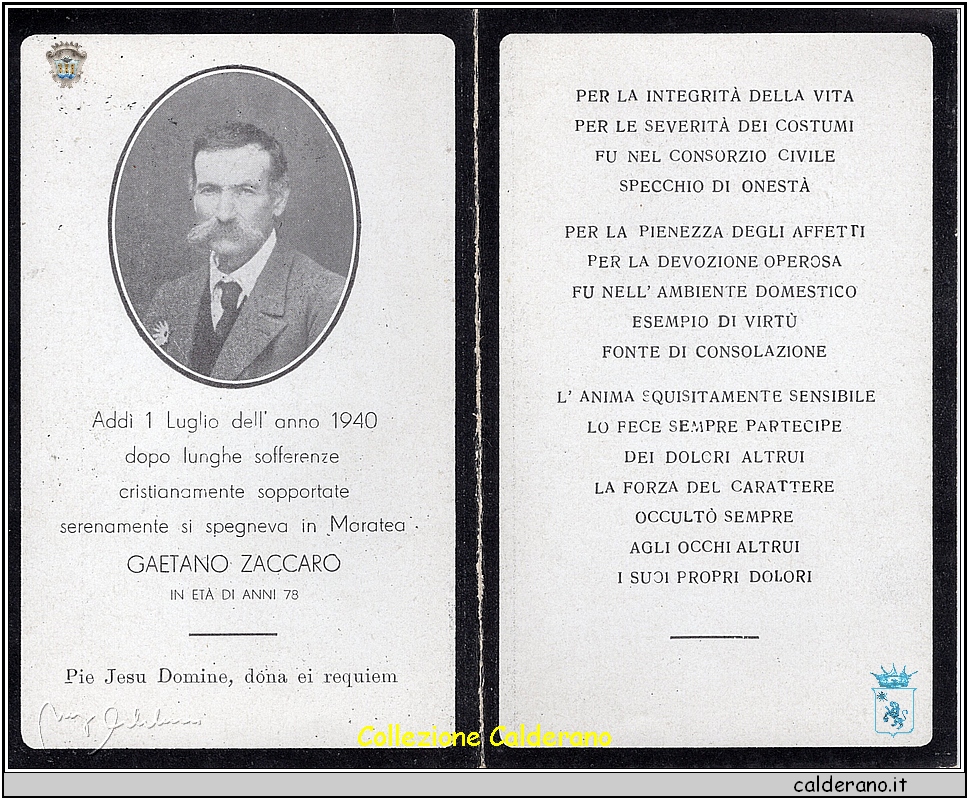 Addì 1 Luglio dell' anno 1940
dopo lunghe sofferenze
cristianamente sopportate
serenamente si spegneva in Maratea
GAETANO ZACCARO
IN ETÀ DI ANNI 78
Pie Jesu Domine, dona ei requiem
PER LA INTEGRITÀ DELLA VITA
PER LE SEVERITÀ DEI COSTUMI
FU NEL CONSORZIO CIVILE
SPECCHIO DI ONESTÀ
PER LA PIENEZZA DEGLI AFFETTI
PER LA DEVOZIONE OPEROSA
FU NELL' AMBIENTE DOMESTICO
ESEMPIO DI VIRTÙ
FONTE DI CONSOLAZIONE
L' ANIMA SQUISITAMENTE SENSIBILE
LO FECE SEMPRE PARTECIPE
DEI DOLORI ALTRUI
LA FORZA DEL CARATTERE
OCCULTÒ SEMPRE
AGLI OCCHI ALTRUI
I SUOI PROPRI DOLORI
Collezione Calderano
calderano.it